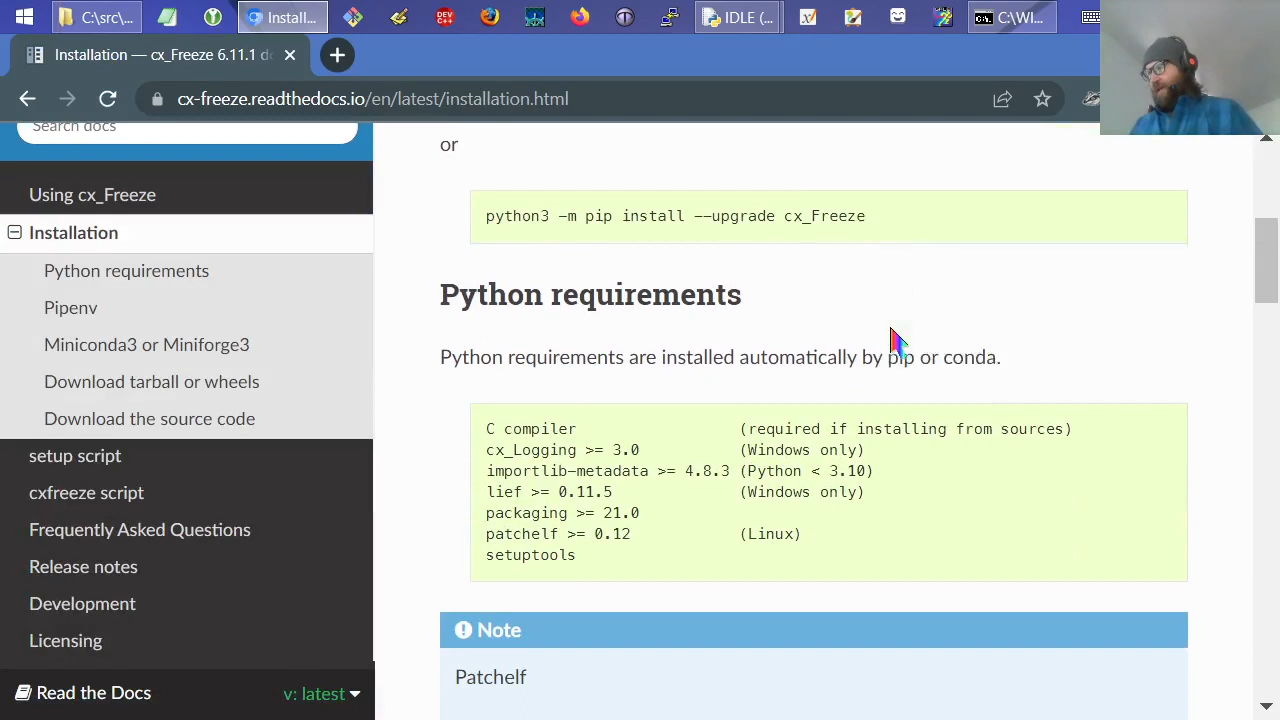 C:\src\...
Install...
IDLE (...
C:\WI...
Installation — cx_Freeze 6.11.1 d
cx-freeze.readthedocs.io/en/latest/installation.html
Search docs
Using cx_Freeze
Installation
Python requirements
Pipenv
Miniconda3 or Miniforge3
Download tarball or wheels
Download the source code
setup script
cxfreeze script
Frequently Asked Questions
Release notes
Development
Licensing
Read the Docs
v: latest
or
python3 -m pip install --upgrade cx_Freeze
Python requirements
Python requirements are installed automatically by pip or conda.
C compiler (required if installing from sources)
cx_Logging >= 3.0 (Windows only)
importlib-metadata >= 4.8.3 (Python < 3.10)
lief >= 0.11.5 (Windows only)
packaging >= 21.0
patchelf >= 0.12 (Linux)
setuptools
Note
Patchelf